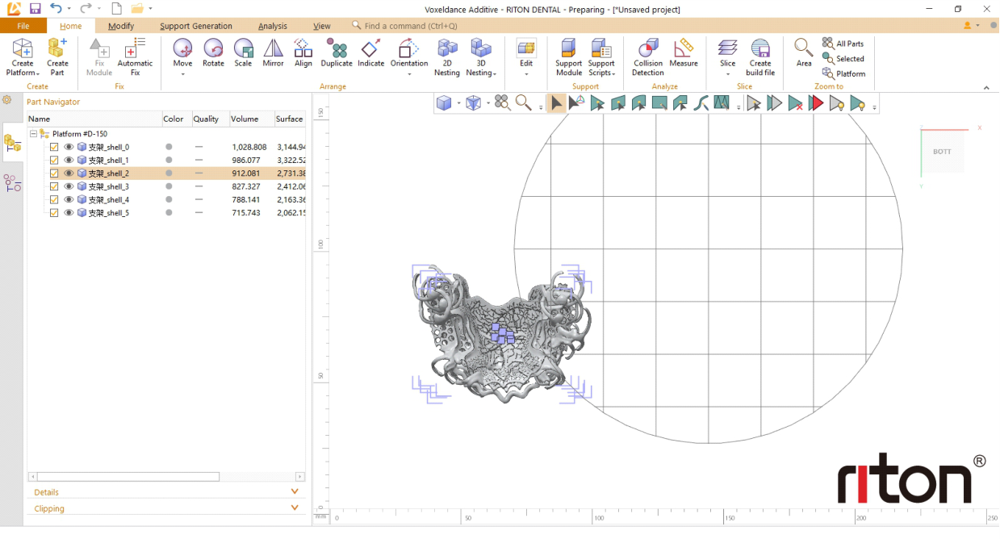 Voxeldance Additive - RITON DENTAL - Preparing - [*Unsaved project]
File Home Modify Support Generation Analysis View Find a command (Ctrl+Q)
Create Platform
Create Part
Fix Module
Automatic Fix
Move
Rotate
Scale
Mirror
Align
Duplicate
Indicate
Orientation
2D Nesting
3D Nesting
Edit
Support Module
Support Scripts
Collision Detection
Measure
Slice
Create build file
Area
All Parts
Selected
Platform
Create Fix Arrange Support Analyze Slice Zoom to
Part Navigator
Name Color Quality Volume Surface
Platform #D-150
支架_shell_0 1,028.808 3,144.94
支架_shell_1 986.077 3,322.52
支架_shell_2 912.081 2,731.38
支架_shell_3 827.327 2,412.06
支架_shell_4 788.141 2,163.36
支架_shell_5 715.743 2,062.15
Details
Clipping
150
100
50
0
mm
0 50 100 150 200 250
X
BOTT
Y
riton®